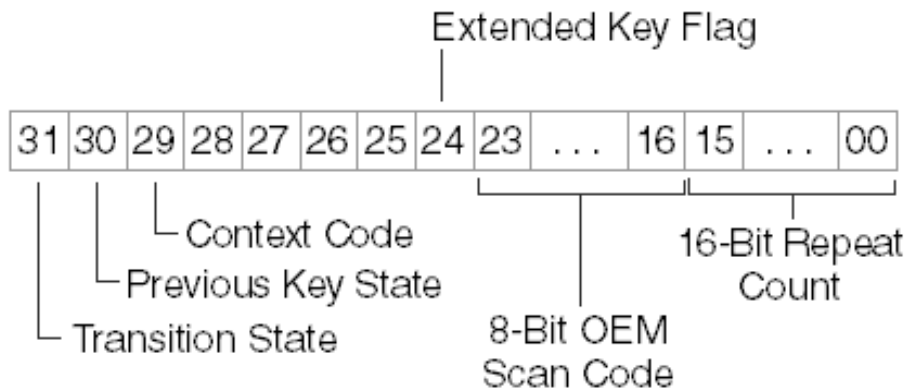 Extended Key Flag
31 30 29 28 27 26 25 24 23 ... 16 15 ... 00
Context Code
Previous Key State
Transition State
8-Bit OEM
Scan Code
16-Bit Repeat
Count